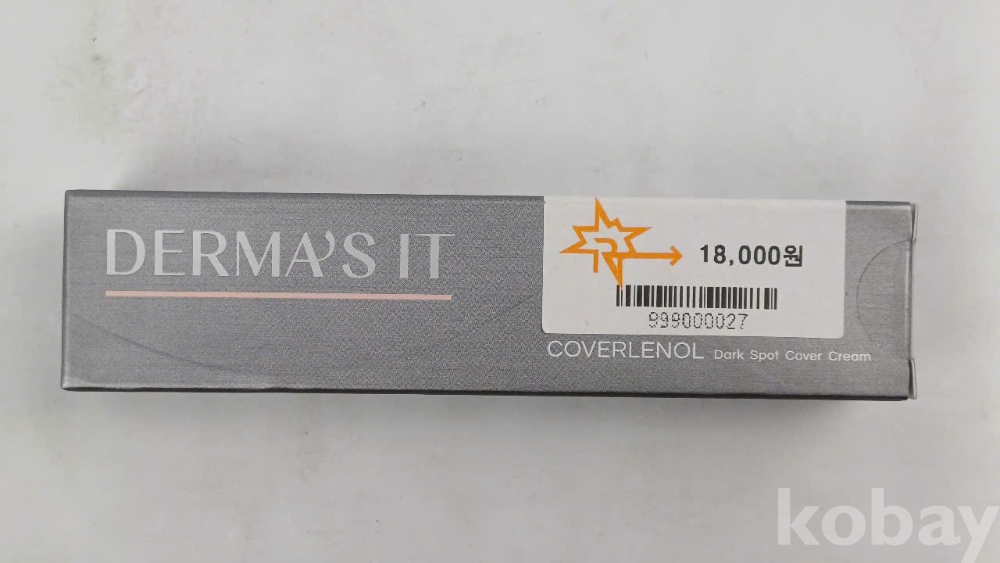 DERMA'S IT
18,000원
999000027
COVERLENOL Dark Spot Cover Cream
kobay